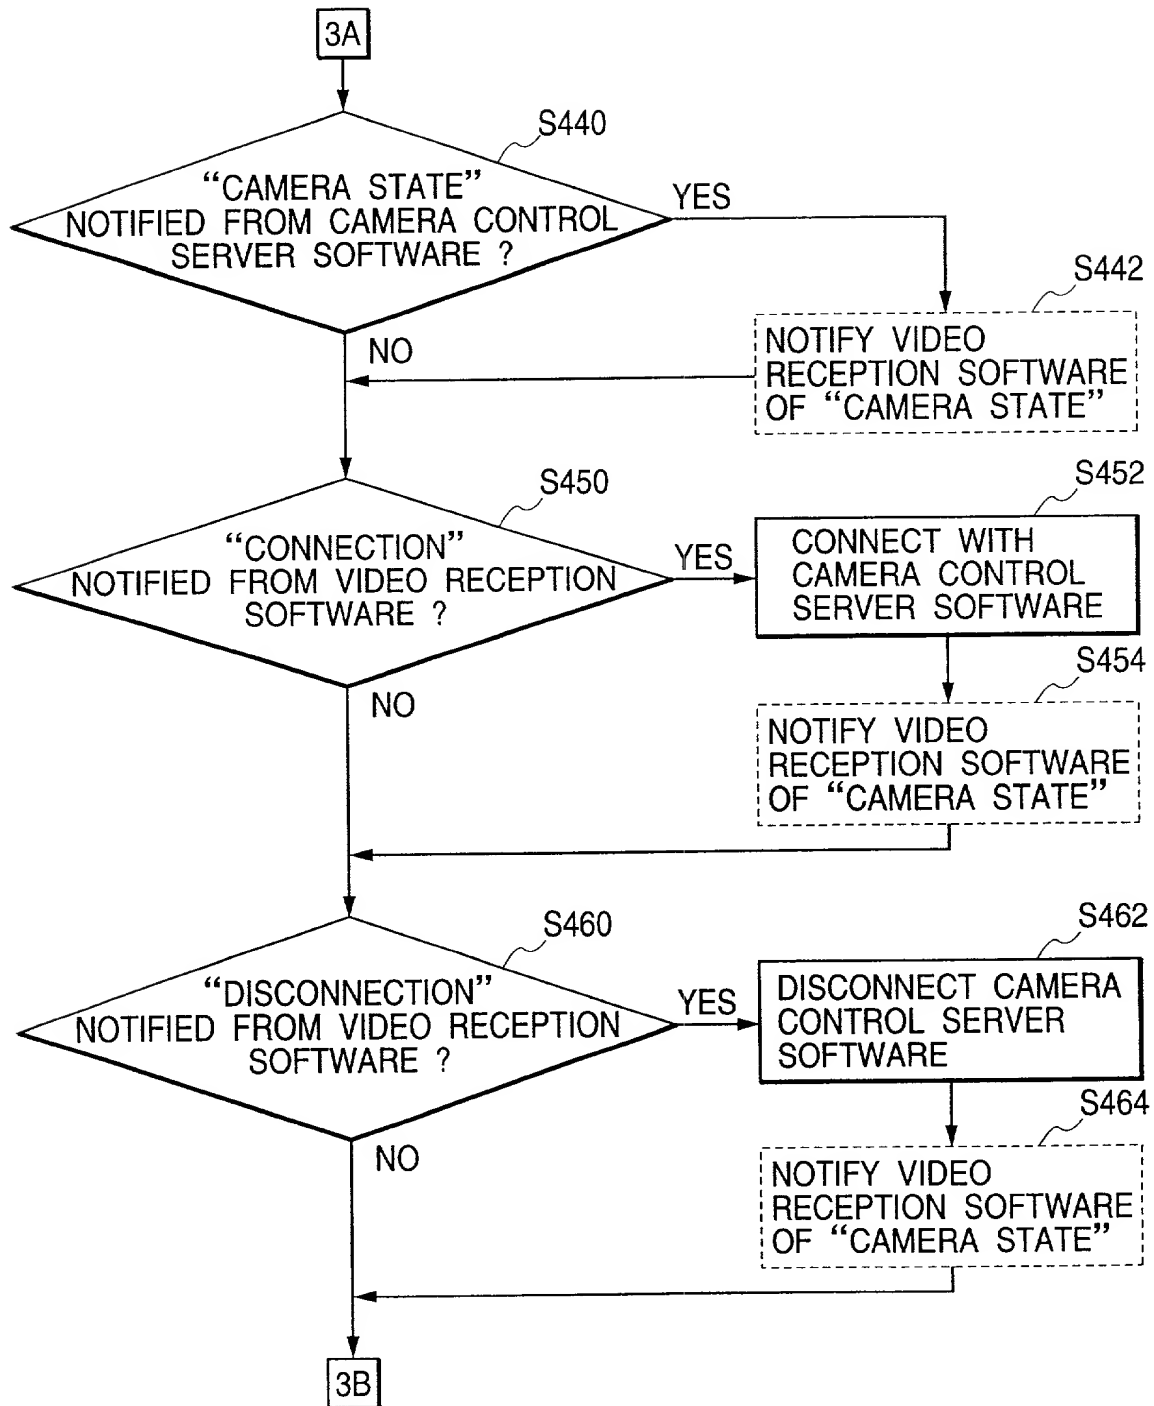 3A
S440
“CAMERA STATE”
NOTIFIED FROM CAMERA CONTROL
SERVER SOFTWARE ?
YES
NO
S442
NOTIFY VIDEO
RECEPTION SOFTWARE
OF “CAMERA STATE”
S450
“CONNECTION”
NOTIFIED FROM VIDEO RECEPTION
SOFTWARE ?
YES
NO
S452
CONNECT WITH
CAMERA CONTROL
SERVER SOFTWARE
S454
NOTIFY VIDEO
RECEPTION SOFTWARE
OF “CAMERA STATE”
S460
“DISCONNECTION”
NOTIFIED FROM VIDEO RECEPTION
SOFTWARE ?
YES
NO
S462
DISCONNECT CAMERA
CONTROL SERVER
SOFTWARE
S464
NOTIFY VIDEO
RECEPTION SOFTWARE
OF “CAMERA STATE”
3B